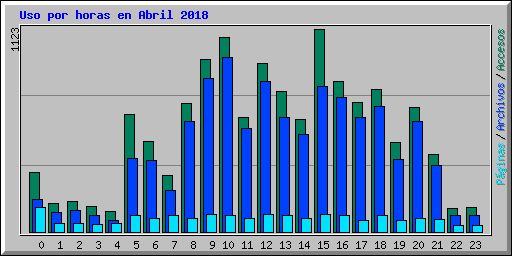 Uso por horas en Abril 2018
1123
Páginas / Archivos / Accesos
0 1 2 3 4 5 6 7 8 9 10 11 12 13 14 15 16 17 18 19 20 21 22 23